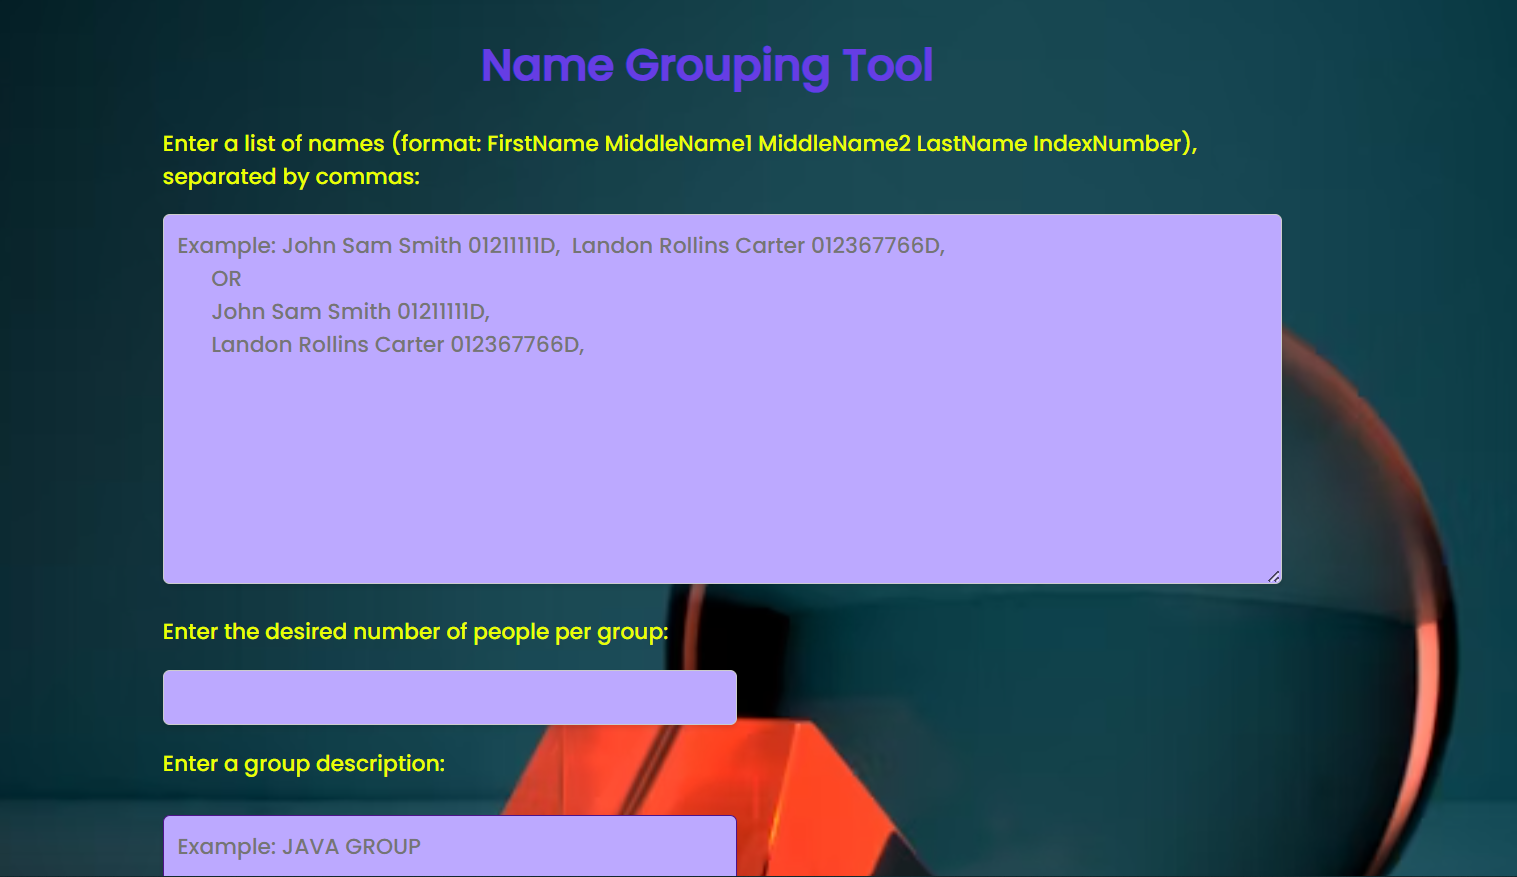 Name Grouping Tool
Enter a list of names (format: FirstName MiddleName1 MiddleName2 LastName IndexNumber),
separated by commas:
Example: John Sam Smith 01211111D,  Landon Rollins Carter 012367766D,
OR
John Sam Smith 01211111D,
Landon Rollins Carter 012367766D,
Enter the desired number of people per group:
Enter a group description:
Example: JAVA GROUP